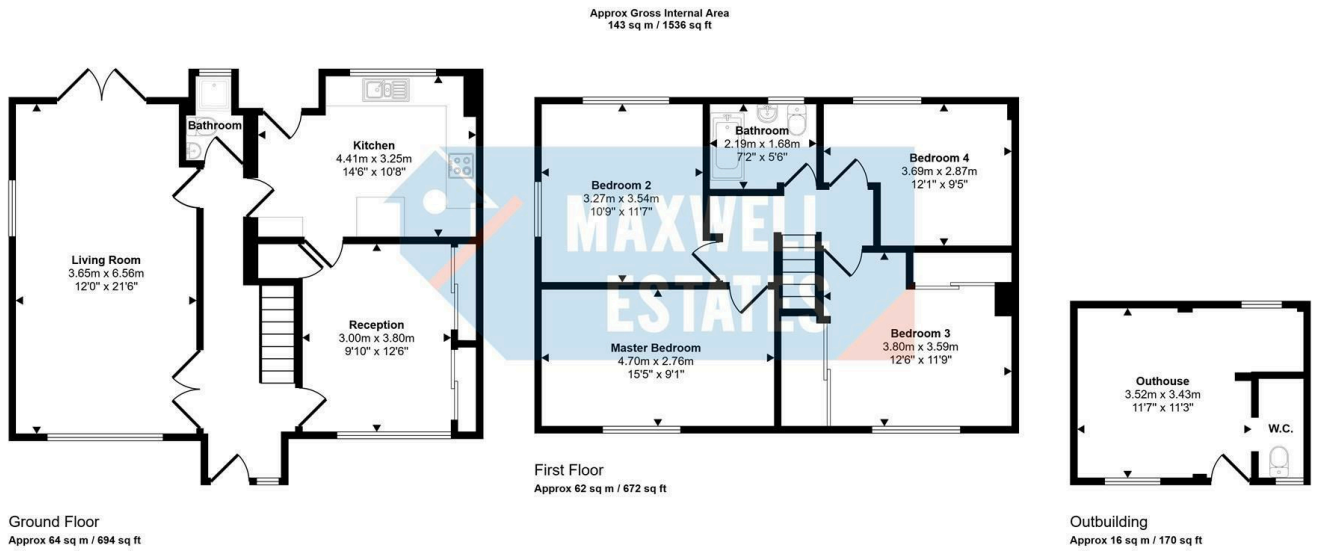 Approx Gross Internal Area
143 sq m / 1536 sq ft
Bathroom
Kitchen
4.41m x 3.25m
14'6" x 10'8"
Living Room
3.65m x 6.56m
12'0" x 21'6"
Reception
3.00m x 3.80m
9'10" x 12'6"
Ground Floor
Approx 64 sq m / 694 sq ft
Bathroom
2.19m x 1.68m
7'2" x 5'6"
Bedroom 4
3.69m x 2.87m
12'1" x 9'5"
Bedroom 2
3.27m x 3.54m
10'9" x 11'7"
MAXWELL
ESTATES
Master Bedroom
4.70m x 2.76m
15'5" x 9'1"
Bedroom 3
3.80m x 3.59m
12'6" x 11'9"
First Floor
Approx 62 sq m / 672 sq ft
Outhouse
3.52m x 3.43m
11'7" x 11'3"
W.C.
Outbuilding
Approx 16 sq m / 170 sq ft